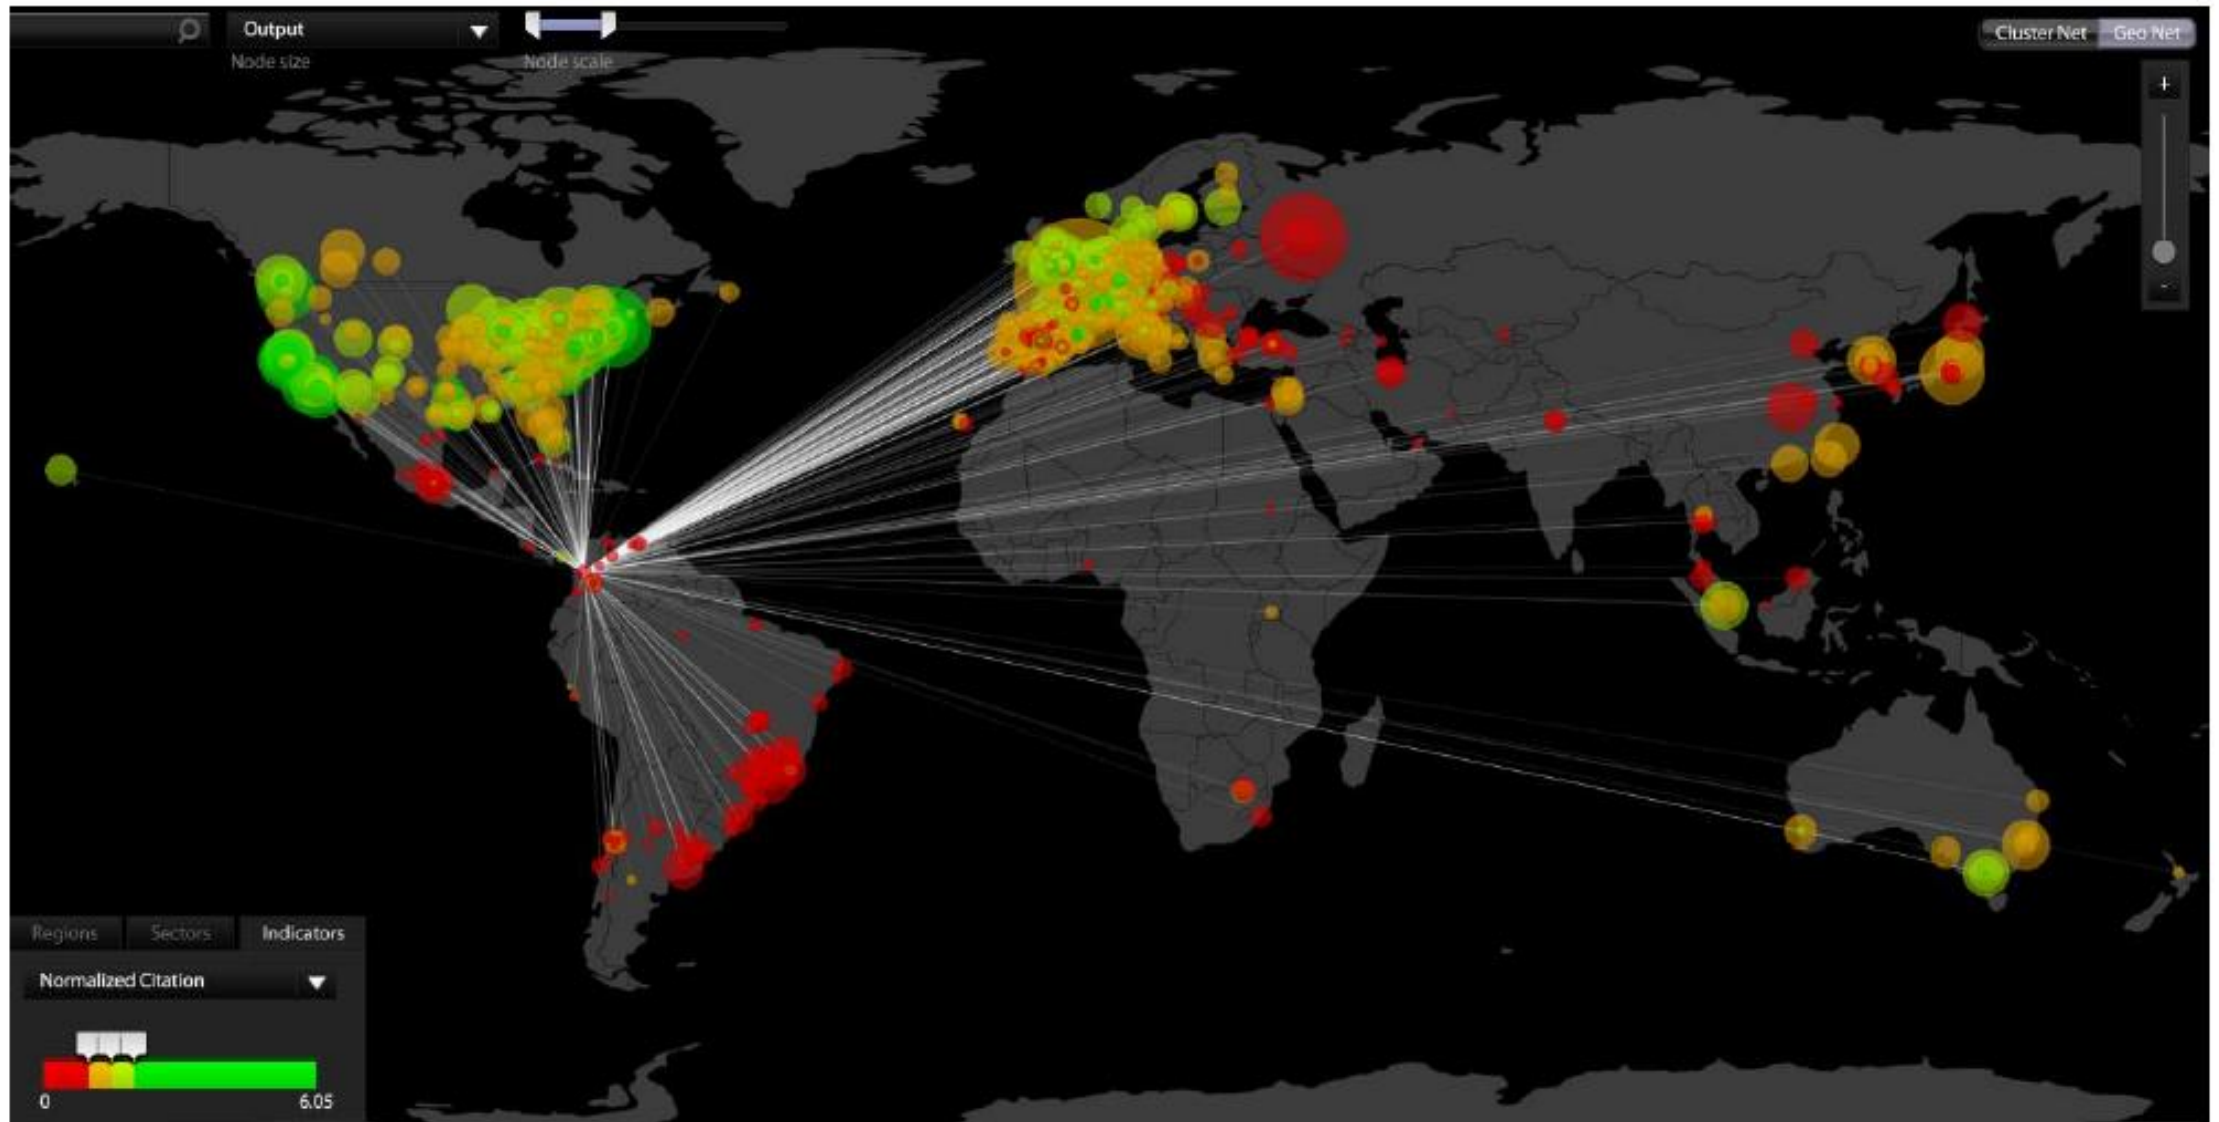 Output
Node size
Node scale
Cluster Net
Geo Net
+
-
Regions
Sectors
Indicators
Normalized Citation
0
6.05